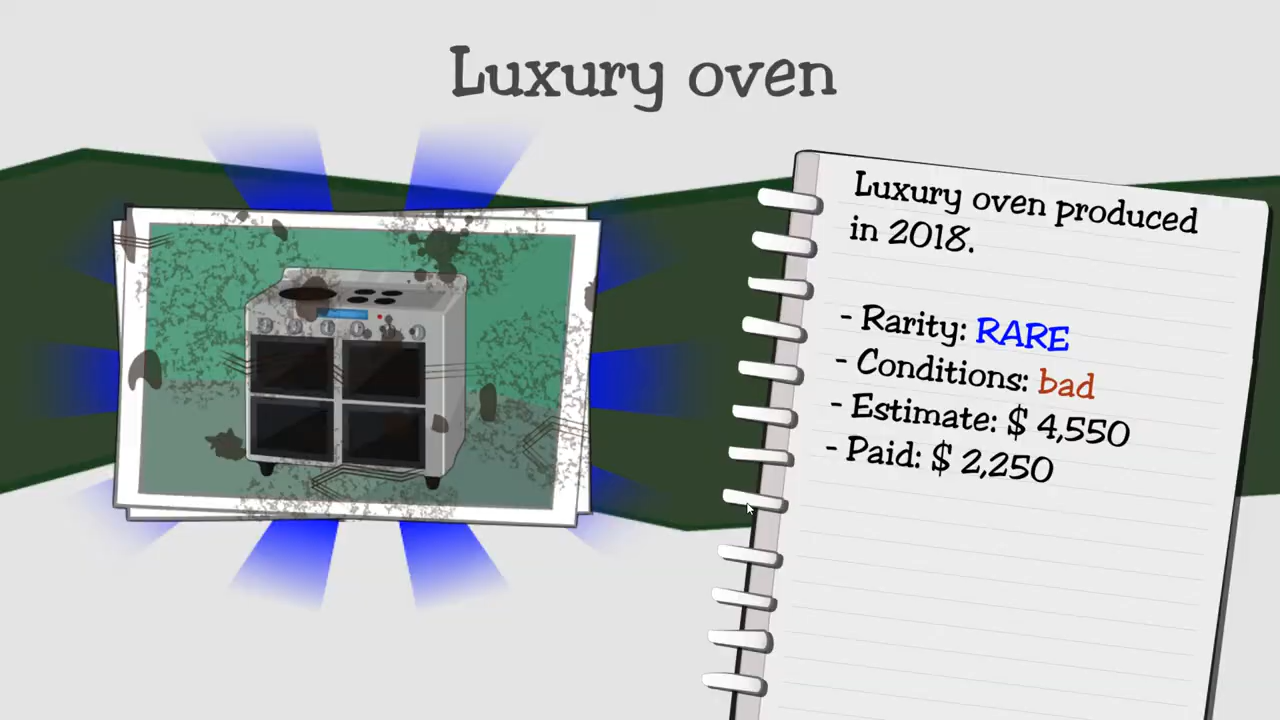 Luxury oven
Luxury oven produced
in 2018.
- Rarity: RARE
- Conditions: bad
- Estimate: $ 4,550
- Paid: $ 2,250